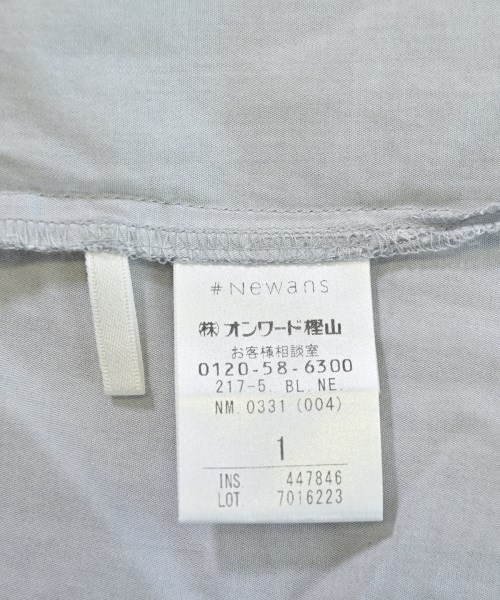 #Newans
㈱オンワード樫山
お客様相談室
0120-58-6300
217-5. BL.NE.
NM.0331(004)
1
INS. 447846
LOT. 7016223